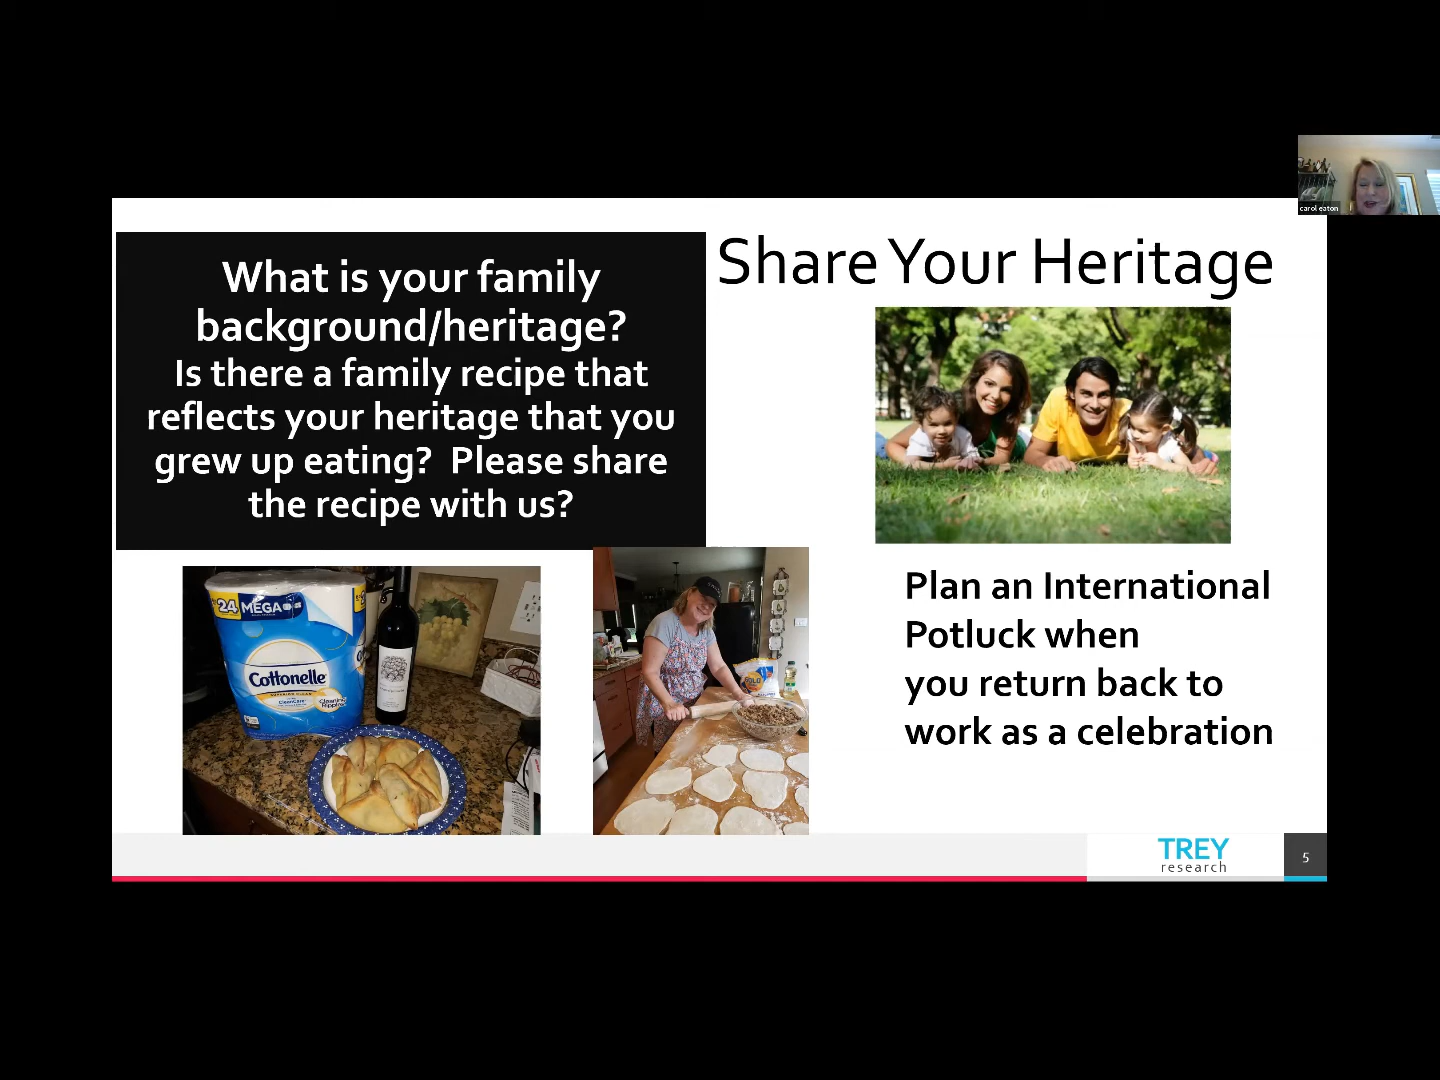 carol eaton
Share Your Heritage
What is your family
background/heritage?
Is there a family recipe that
reflects your heritage that you
grew up eating?  Please share
the recipe with us?
24 MEGA
Cottonelle
CleanCare
GOLD
Plan an International
Potluck when
you return back to
work as a celebration
TREY
research
5